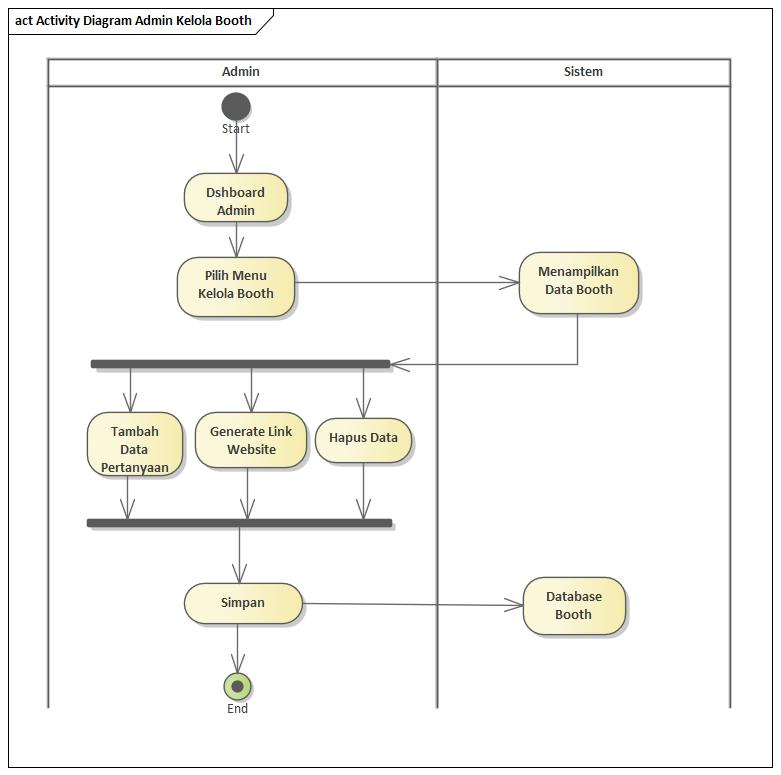 act Activity Diagram Admin Kelola Booth
Admin
Sistem
Start
Dshboard
Admin
Pilih Menu
Kelola Booth
Menampilkan
Data Booth
Tambah
Data
Pertanyaan
Generate Link
Website
Hapus Data
Simpan
Database
Booth
End